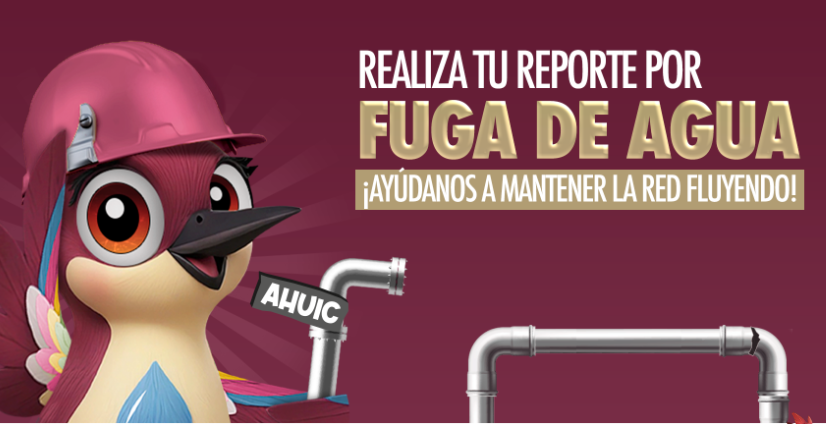 REALIZA TU REPORTE POR
FUGA DE AGUA
¡AYÚDANOS A MANTENER LA RED FLUYENDO!
AHUIC